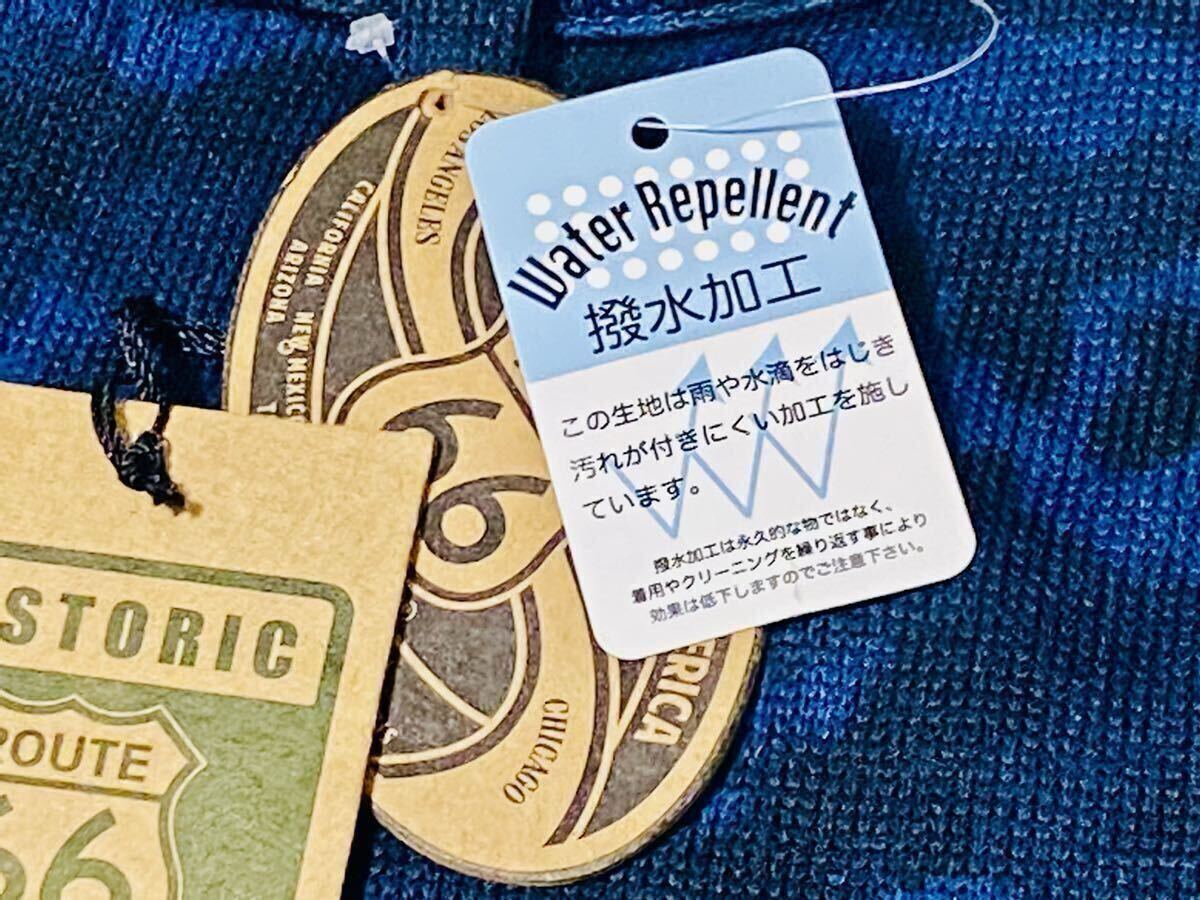 Water Repellent
撥水加工
この生地は雨や水滴をはじき
汚れが付きにくい加工を施し
ています。
撥水加工は永久的な物ではなく、
着用やクリーニングを繰り返す事により
効果は低下しますのでご注意下さい。
LOS ANGELES
CALIFORNIA NEW MEXICO
ARIZONA
66
ERICA
CHICAGO
STORIC
ROUTE
66